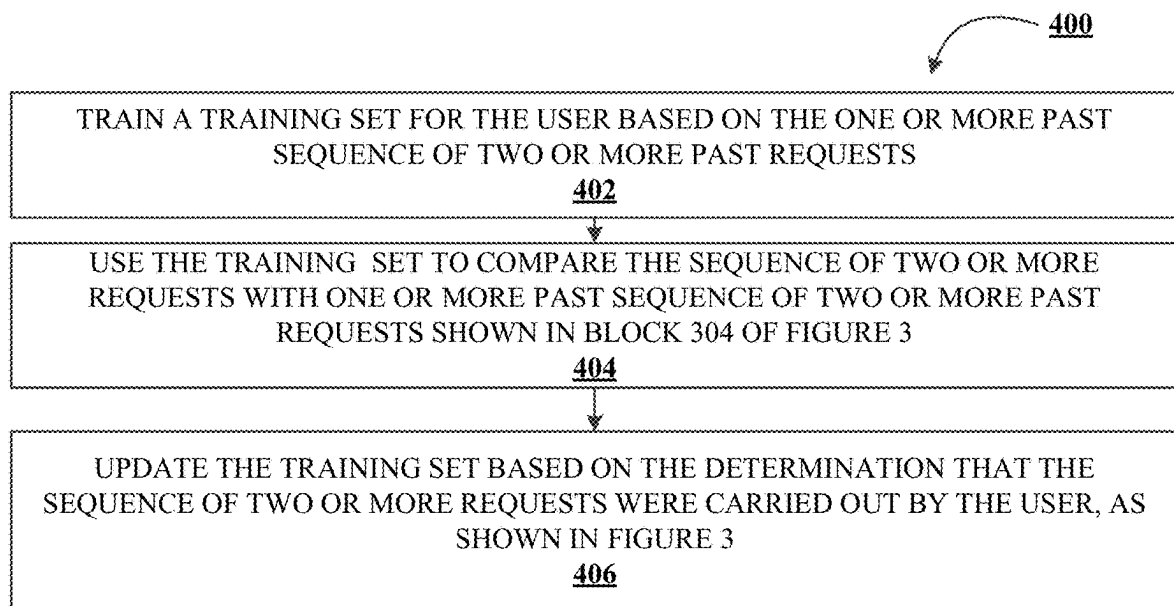 400
TRAIN A TRAINING SET FOR THE USER BASED ON THE ONE OR MORE PAST
SEQUENCE OF TWO OR MORE PAST REQUESTS
402
USE THE TRAINING SET TO COMPARE THE SEQUENCE OF TWO OR MORE
REQUESTS WITH ONE OR MORE PAST SEQUENCE OF TWO OR MORE PAST
REQUESTS SHOWN IN BLOCK 304 OF FIGURE 3
404
UPDATE THE TRAINING SET BASED ON THE DETERMINATION THAT THE
SEQUENCE OF TWO OR MORE REQUESTS WERE CARRIED OUT BY THE USER, AS
SHOWN IN FIGURE 3
406